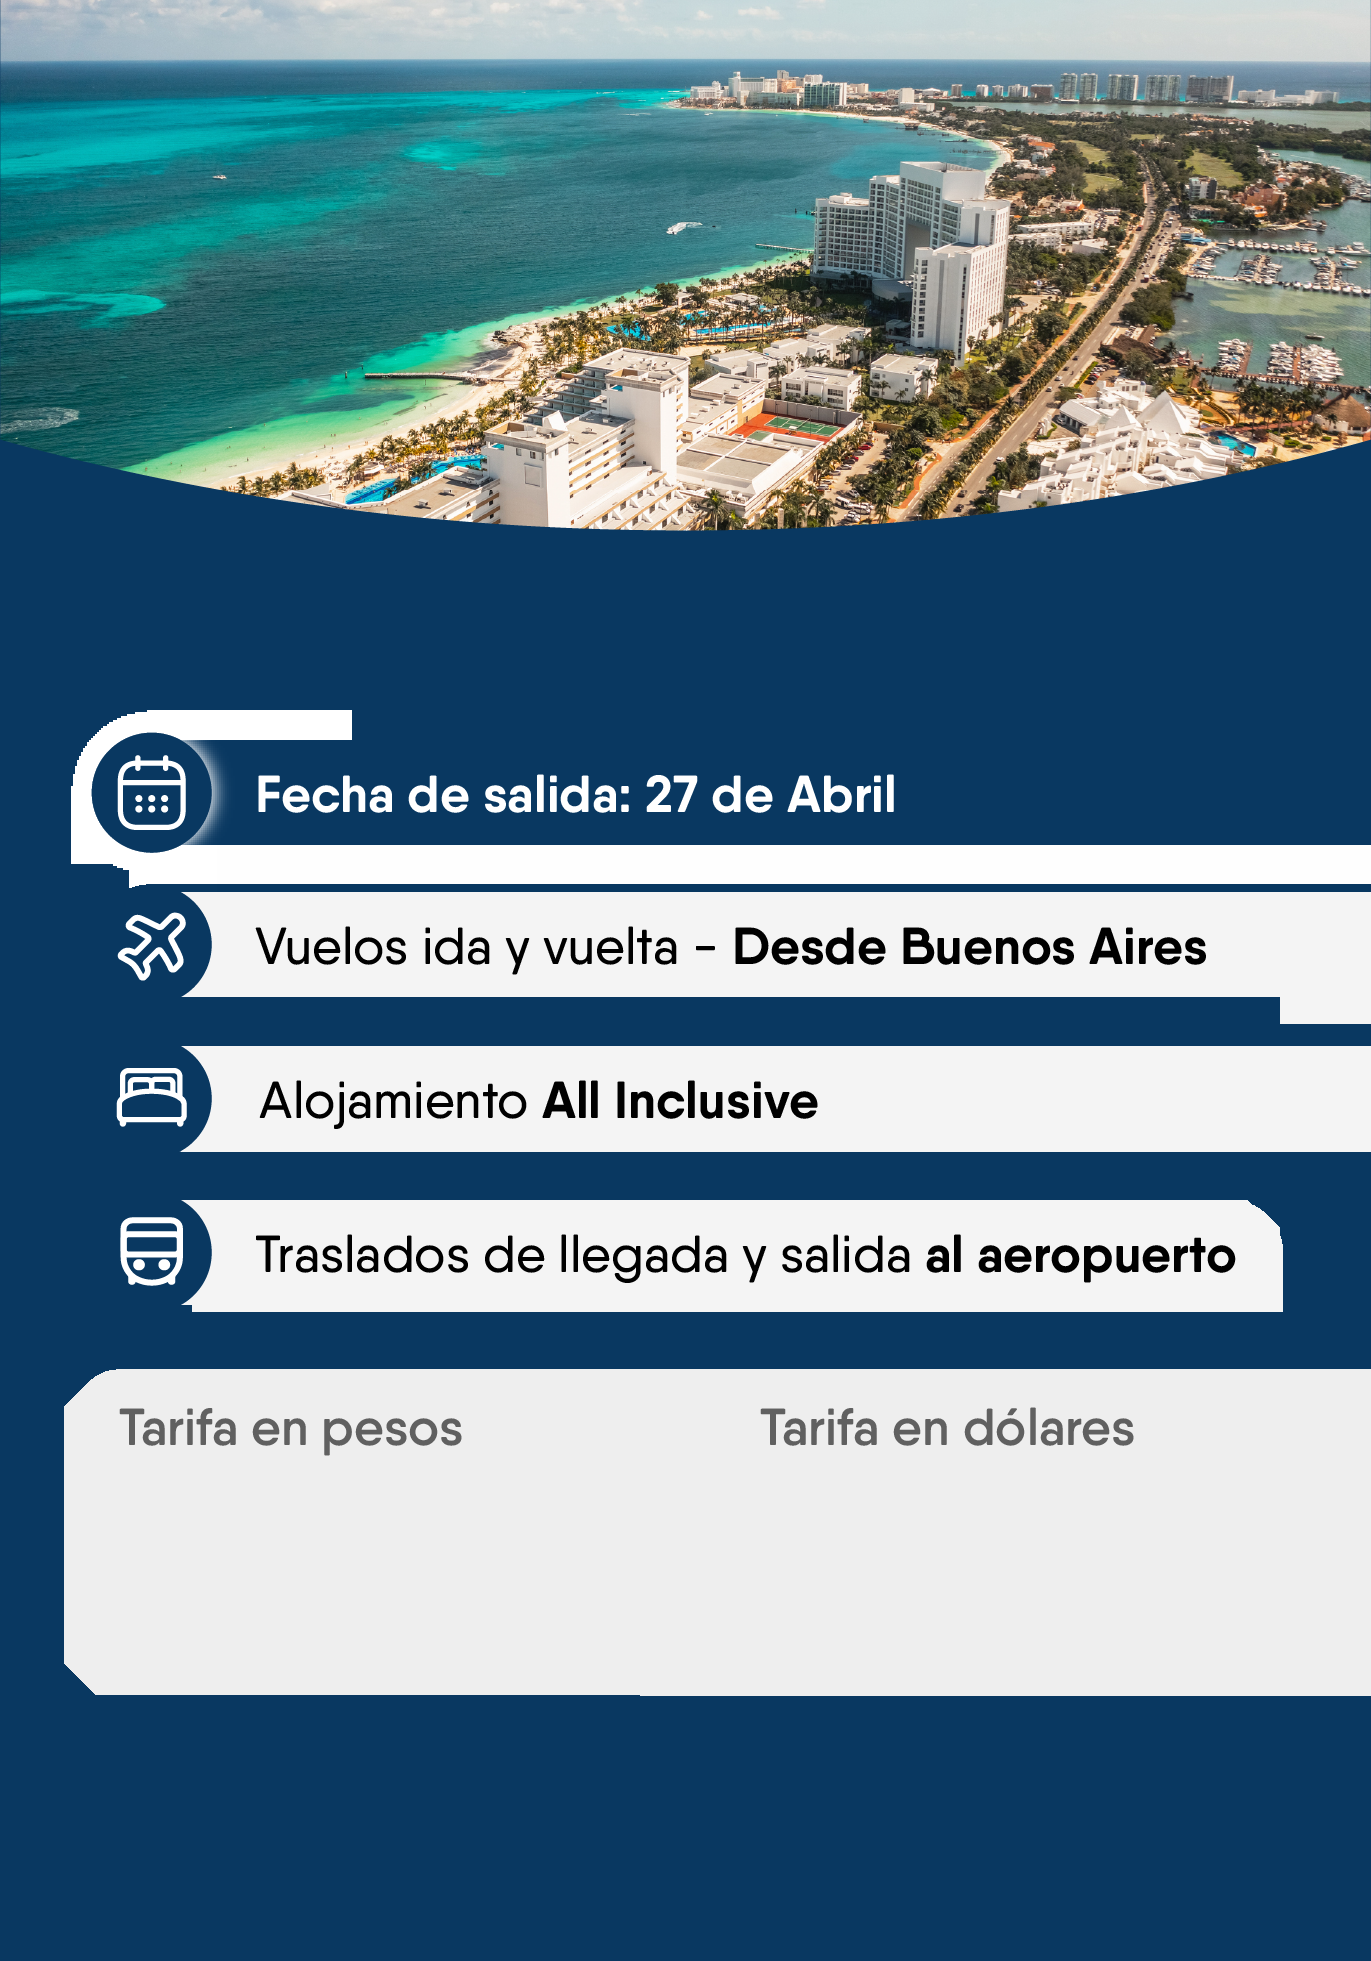 Fecha de salida: 27 de Abril
Vuelos ida y vuelta - Desde Buenos Aires
Alojamiento All Inclusive
Traslados de llegada y salida al aeropuerto
Tarifa en pesos
Tarifa en dólares